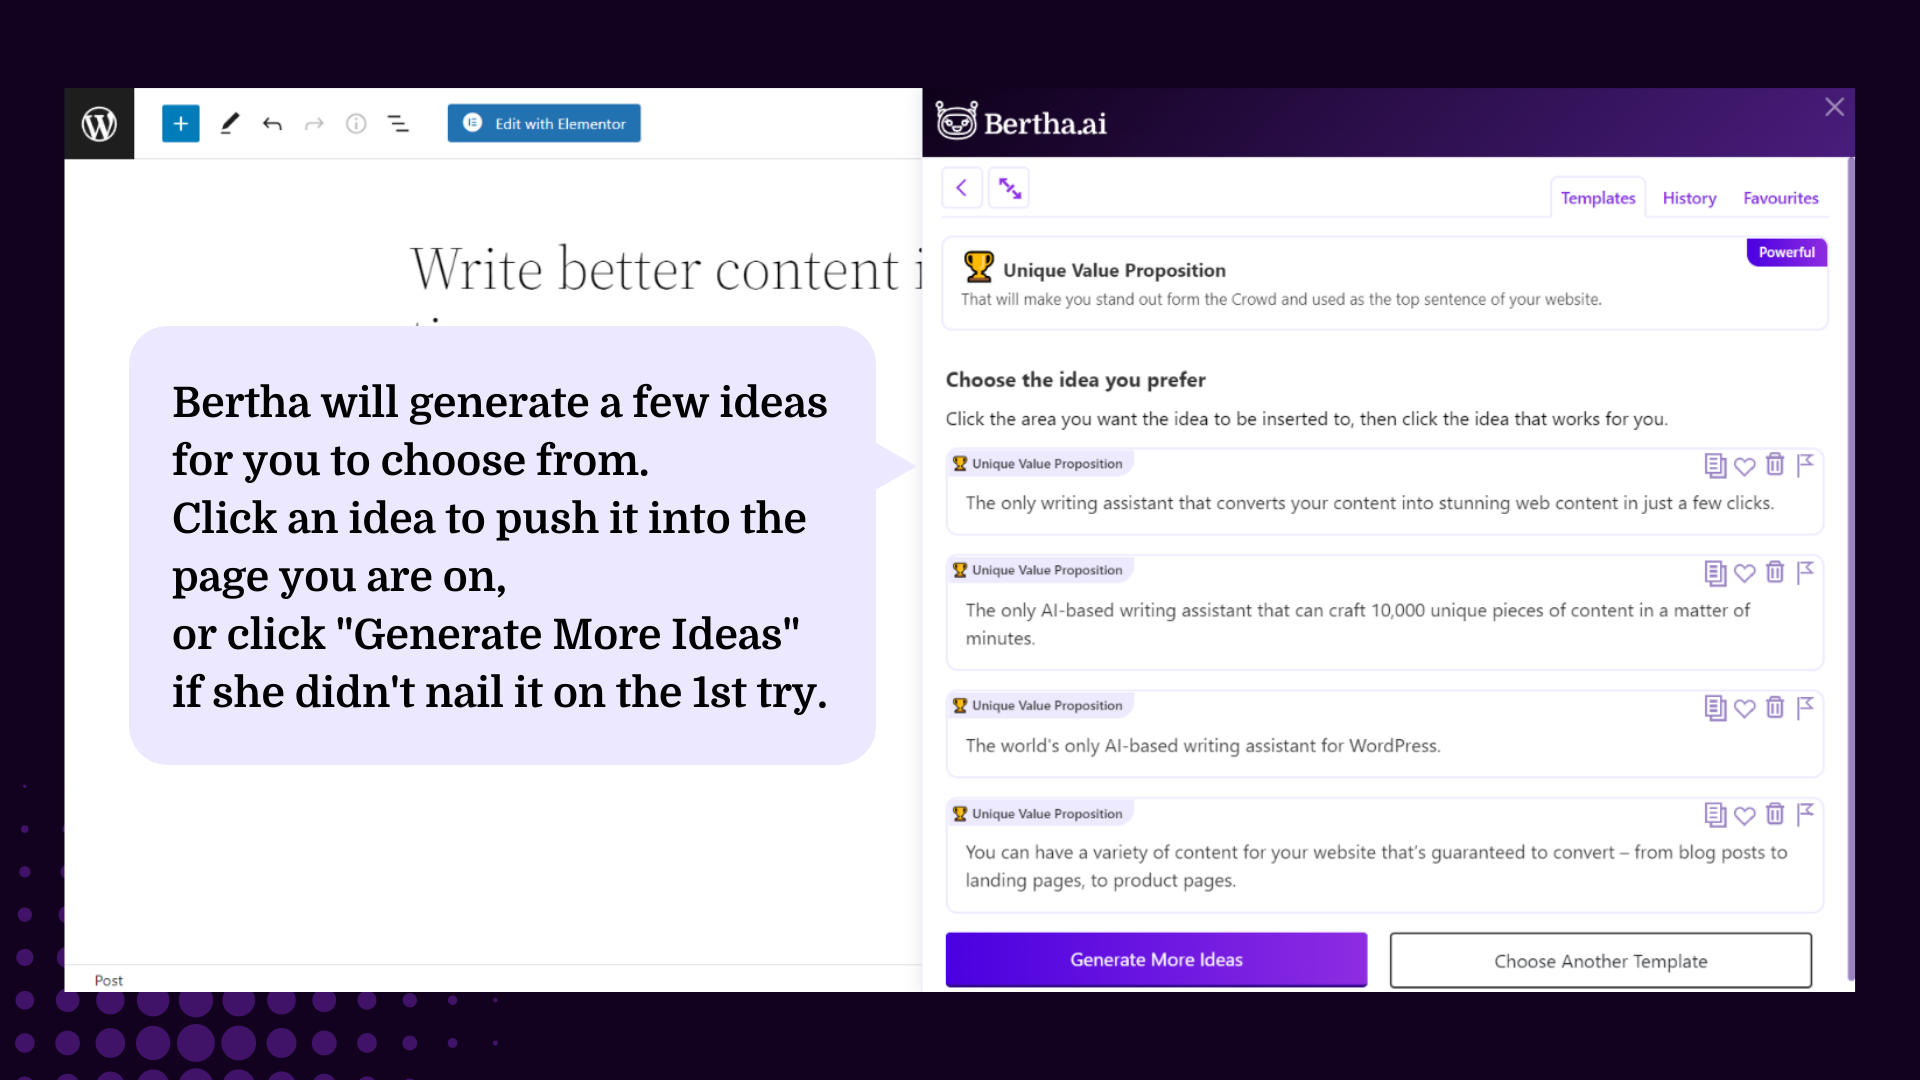 Edit with Elementor
Write better content
Bertha will generate a few ideas
for you to choose from.
Click an idea to push it into the
page you are on,
or click "Generate More Ideas"
if she didn't nail it on the 1st try.
Post
Bertha.ai
Templates
History
Favourites
Powerful
Unique Value Proposition
That will make you stand out form the Crowd and used as the top sentence of your website.
Choose the idea you prefer
Click the area you want the idea to be inserted to, then click the idea that works for you.
Unique Value Proposition
The only writing assistant that converts your content into stunning web content in just a few clicks.
Unique Value Proposition
The only AI-based writing assistant that can craft 10,000 unique pieces of content in a matter of
minutes.
Unique Value Proposition
The world's only AI-based writing assistant for WordPress.
Unique Value Proposition
You can have a variety of content for your website that's guaranteed to convert – from blog posts to
landing pages, to product pages.
Generate More Ideas
Choose Another Template